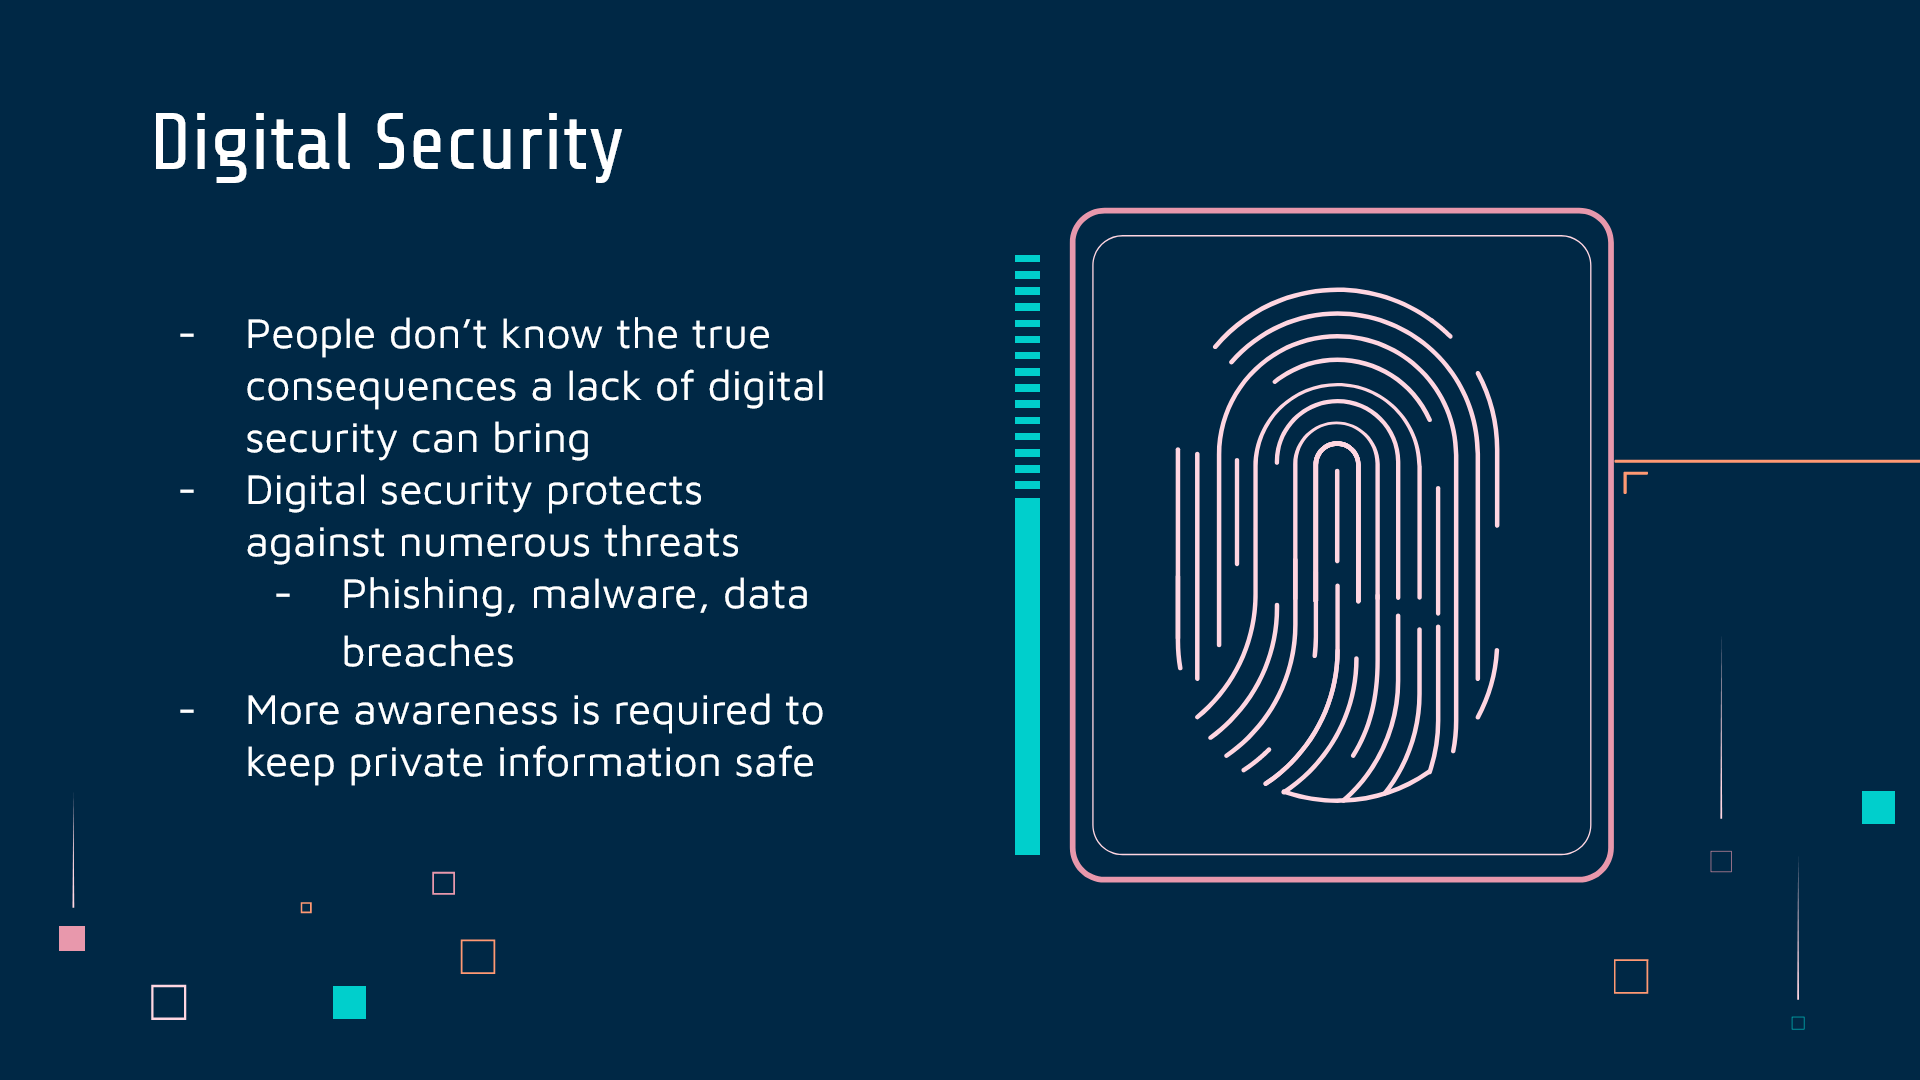 Digital Security
- People don’t know the true
consequences a lack of digital
security can bring
- Digital security protects
against numerous threats
- Phishing, malware, data
breaches
- More awareness is required to
keep private information safe